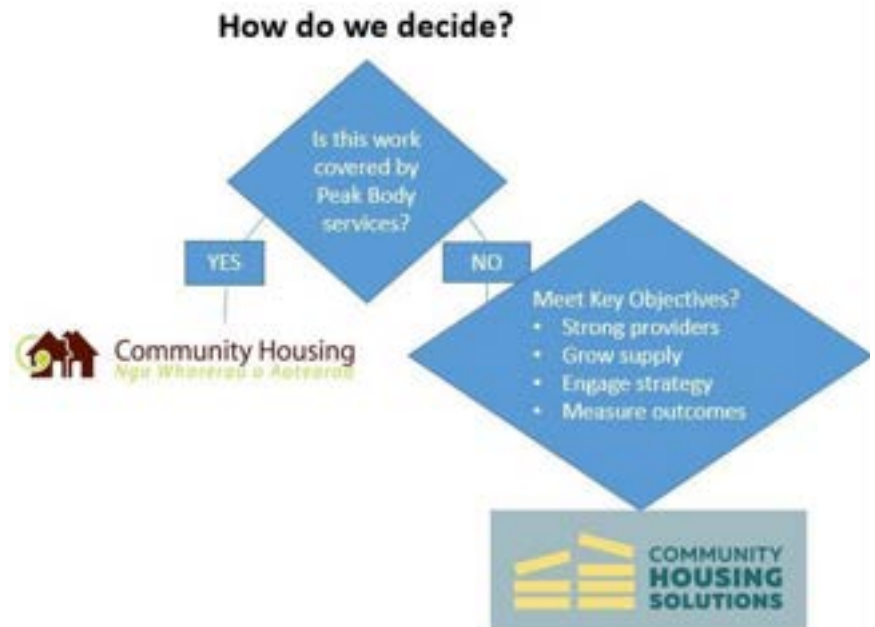 How do we decide?
Is this work
covered by
Peak Body
services?
YES
NO
Community Housing
Nga Wharerau o Aotearoa
Meet Key Objectives?
• Strong providers
• Grow supply
• Engage strategy
• Measure outcomes
COMMUNITY
HOUSING
SOLUTIONS